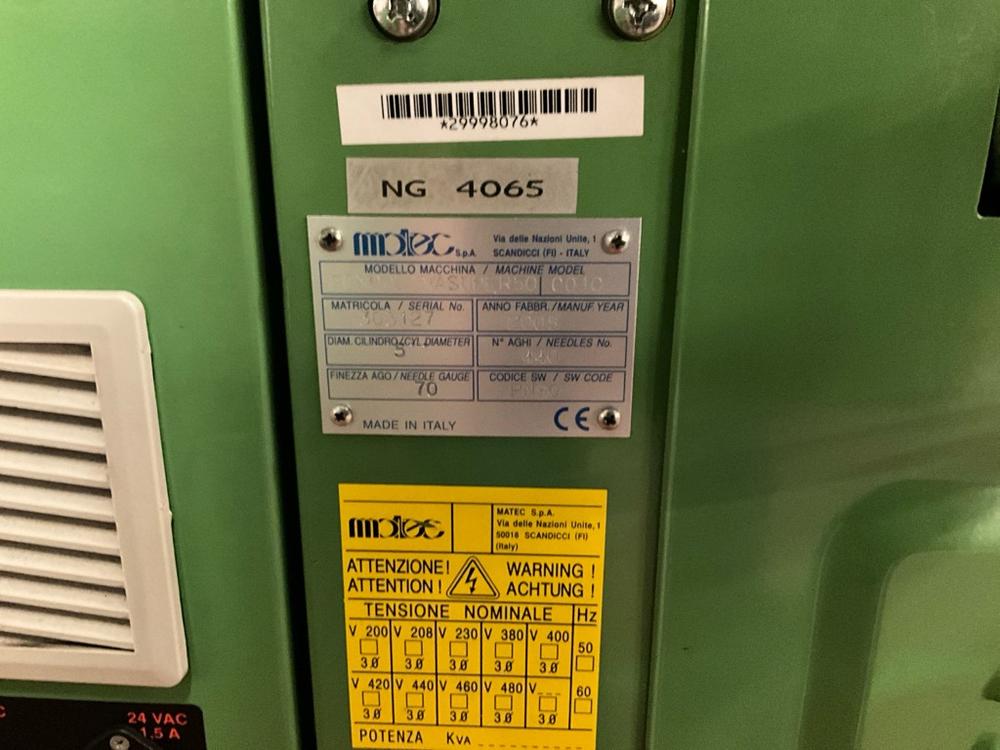 *29998076*
NG 4065
matec S.p.A.
Via delle Nazioni Unite, 1
SCANDICCI (FI) - ITALY
MODELLO MACCHINA / MACHINE MODEL
MATRICOLA / SERIAL No. ANNO FABBR. / MANUF YEAR
DIAM. CILINDRO/CYL. DIAMETER N° AGHI / NEEDLES No.
5
FINEZZA AGO / NEEDLE GAUGE CODICE SW / SW CODE
70
MADE IN ITALY CE
matec
MATEC S.p.A.
Via delle Nazioni Unite, 1
50018 SCANDICCI (FI)
(Italy)
ATTENZIONE! WARNING !
ATTENTION ! ACHTUNG !
TENSIONE NOMINALE Hz
V 200 V 208 V 230 V 380 V 400 50
3Ø 3Ø 3Ø 3Ø 3Ø
V 420 V 440 V 460 V 480 V___ 60
3Ø 3Ø 3Ø 3Ø 3Ø
POTENZA KVA _ _ _ _ _ _ _ _
24 VAC
1,5 A